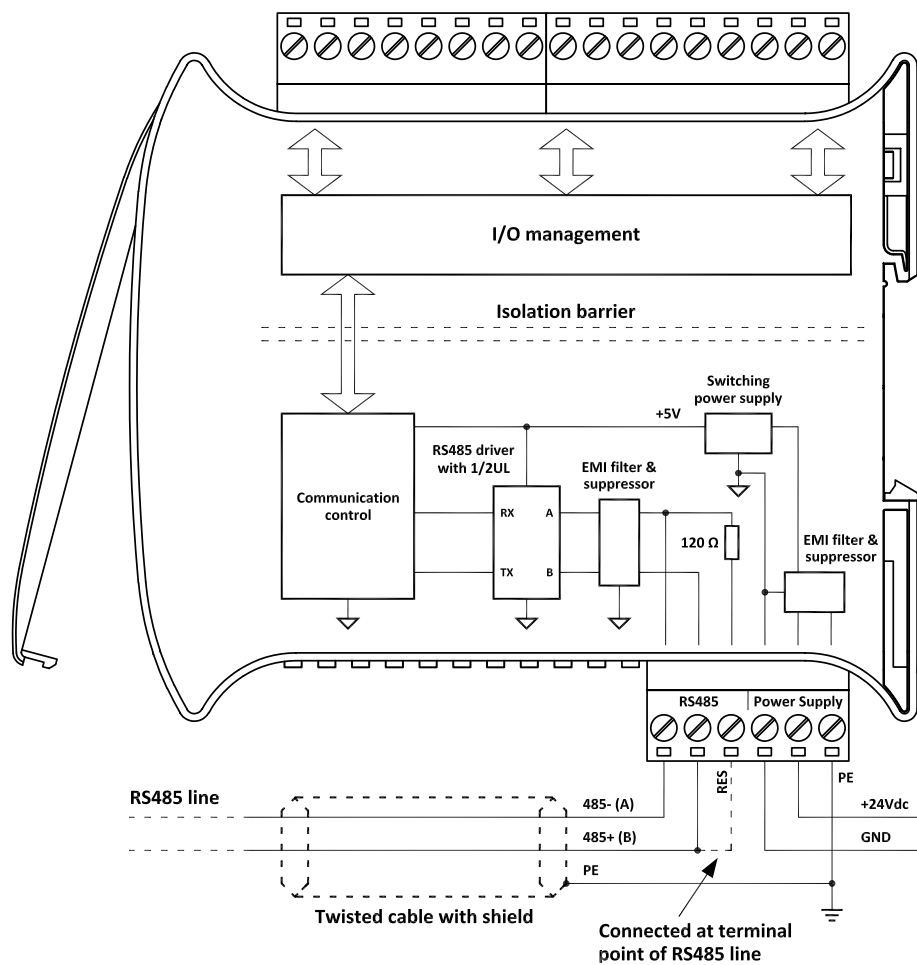 I/O management
Isolation barrier
Switching
power supply
+5V
RS485 driver
with 1/2UL
EMI filter &
suppressor
Communication
control
RX
A
TX
B
120 Ω
EMI filter &
suppressor
RS485
Power Supply
RES
PE
RS485 line
485- (A)
+24Vdc
485+ (B)
GND
PE
Twisted cable with shield
Connected at terminal
point of RS485 line